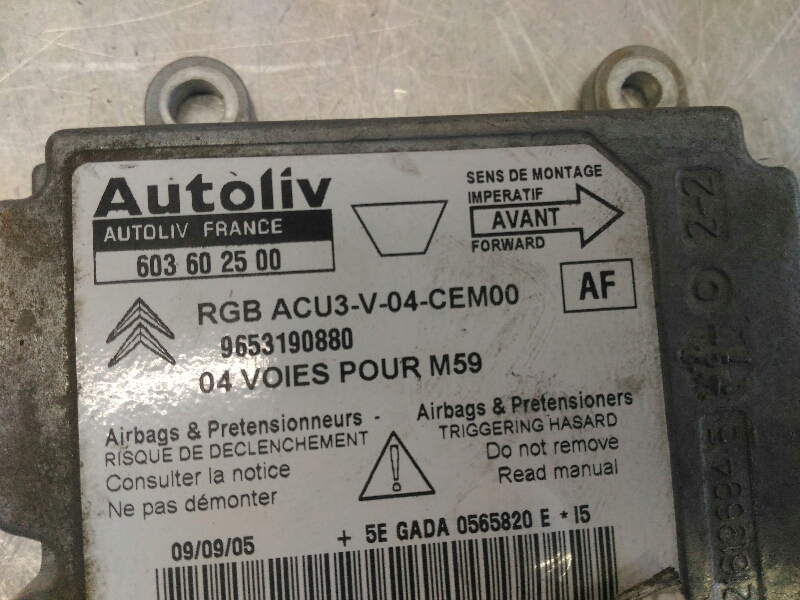 Autoliv
AUTOLIV FRANCE
603 60 25 00
SENS DE MONTAGE
IMPERATIF
AVANT
FORWARD
AF
RGB ACU3-V-04-CEM00
9653190880
04 VOIES POUR M59
Airbags & Pretensionneurs -
RISQUE DE DECLENCHEMENT
Consulter la notice
Ne pas démonter
Airbags & Pretensioners
TRIGGERING HASARD
Do not remove
Read manual
!
09/09/05
+ 5E GADA 0565820 E * I5
2-2